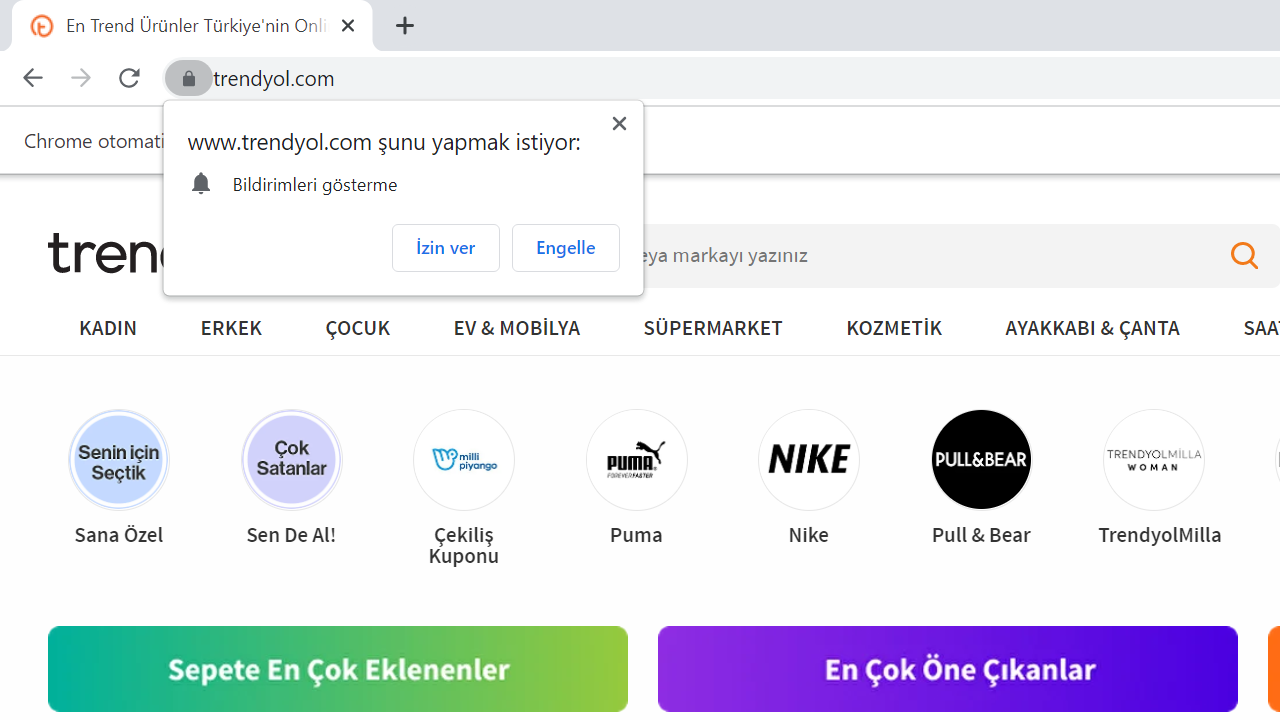 En Trend Ürünler Türkiye'nin Onli
trendyol.com
Chrome otomati
www.trendyol.com şunu yapmak istiyor:
Bildirimleri gösterme
İzin ver
Engelle
tren
eya markayı yazınız
KADIN
ERKEK
ÇOCUK
EV & MOBİLYA
SÜPERMARKET
KOZMETİK
AYAKKABI & ÇANTA
SAA
Senin için
Seçtik
Çok
Satanlar
milli
piyango
PUMA
FOREVER FASTER
NIKE
PULL&BEAR
TRENDYOLMİLLA
WOMAN
Sana Özel
Sen De Al!
Çekiliş
Kuponu
Puma
Nike
Pull & Bear
TrendyolMilla
Sepete En Çok Eklenenler
En Çok Öne Çıkanlar